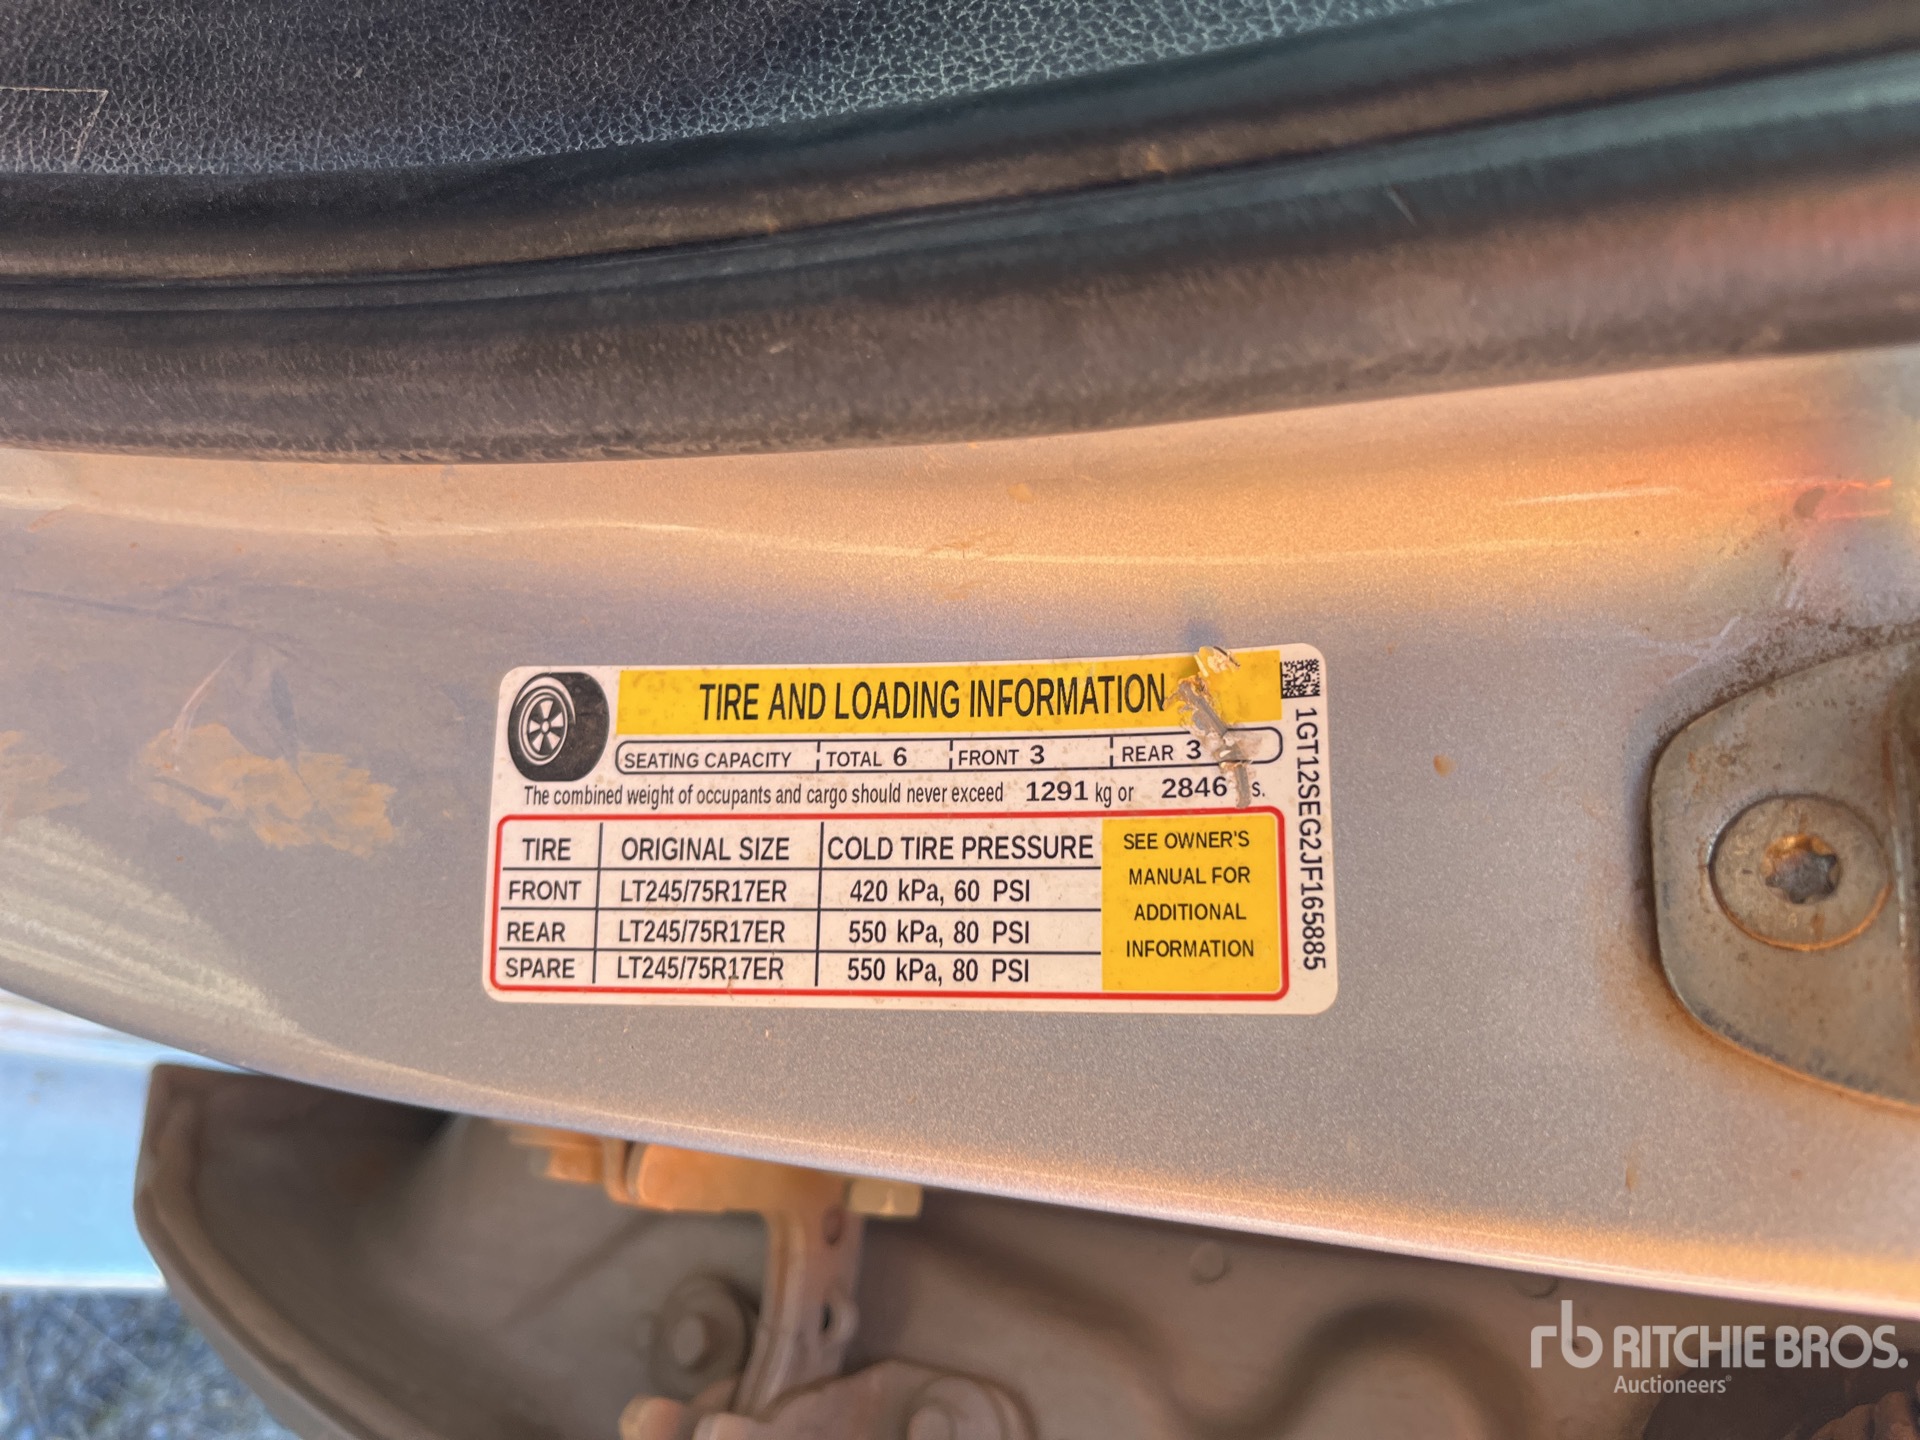 TIRE AND LOADING INFORMATION
SEATING CAPACITY TOTAL 6 FRONT 3 REAR 3
The combined weight of occupants and cargo should never exceed 1291 kg or 2846 s.
TIRE ORIGINAL SIZE COLD TIRE PRESSURE
FRONT LT245/75R17ER 420 kPa, 60 PSI
REAR LT245/75R17ER 550 kPa, 80 PSI
SPARE LT245/75R17ER 550 kPa, 80 PSI
SEE OWNER'S
MANUAL FOR
ADDITIONAL
INFORMATION
1GT12SEG2JF165885
rb RITCHIE BROS.
Auctioneers®